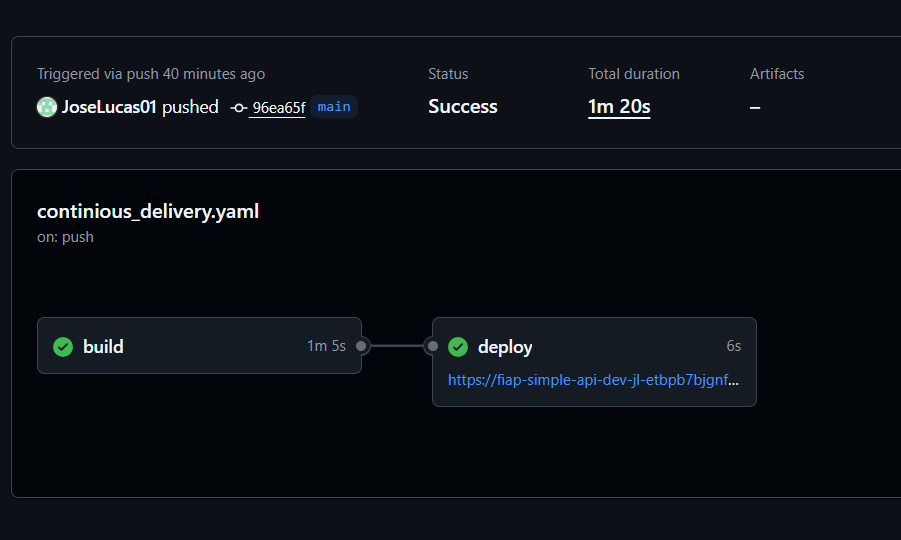 Triggered via push 40 minutes ago
JoseLucas01 pushed 96ea65f main
Status
Success
Total duration
1m 20s
Artifacts
–
continious_delivery.yaml
on: push
build 1m 5s
deploy 6s
https://fiap-simple-api-dev-jl-etbpb7bjgnf...